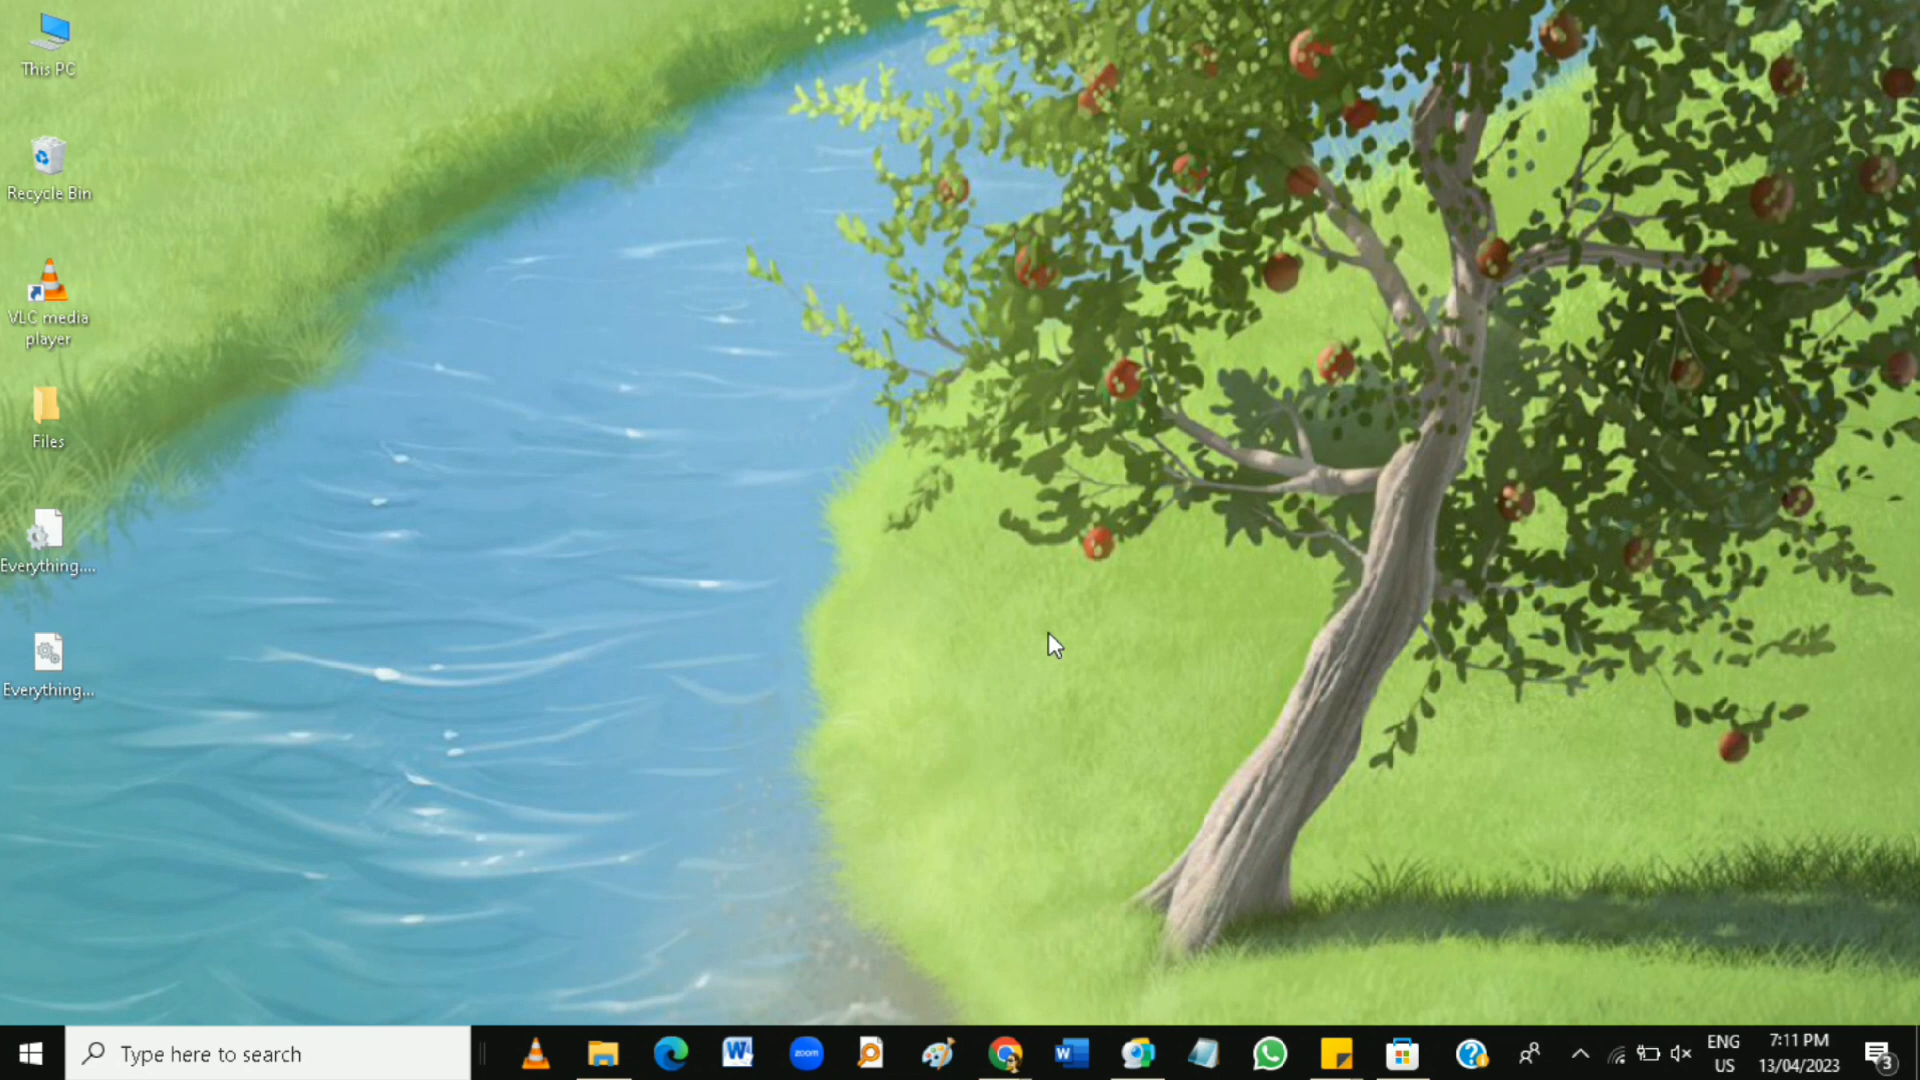 This PC
Recycle Bin
VLC media
player
Files
Everything....
Everything...
Type here to search
zoom
ENG
US
7:11 PM
13/04/2023
3